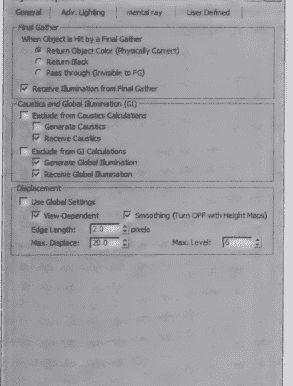 General Adv. Lighting mental ray User Defined
Final Gather
When Object is Hit by a Final Gather
Return Object Color (Physically Correct)
Return Black
Pass through (Invisible to FG)
Receive Illumination from Final Gather
Caustics and Global Illumination (GI)
Exclude from Caustics Calculations
Generate Caustics
Receive Caustics
Exclude from GI Calculations
Generate Global Illumination
Receive Global Illumination
Displacement
Use Global Settings
View-Dependent Smoothing (Turn OFF with Height Maps)
Edge Length: 2.0 pixels
Max. Displace: 20.0 Max. Level: 6